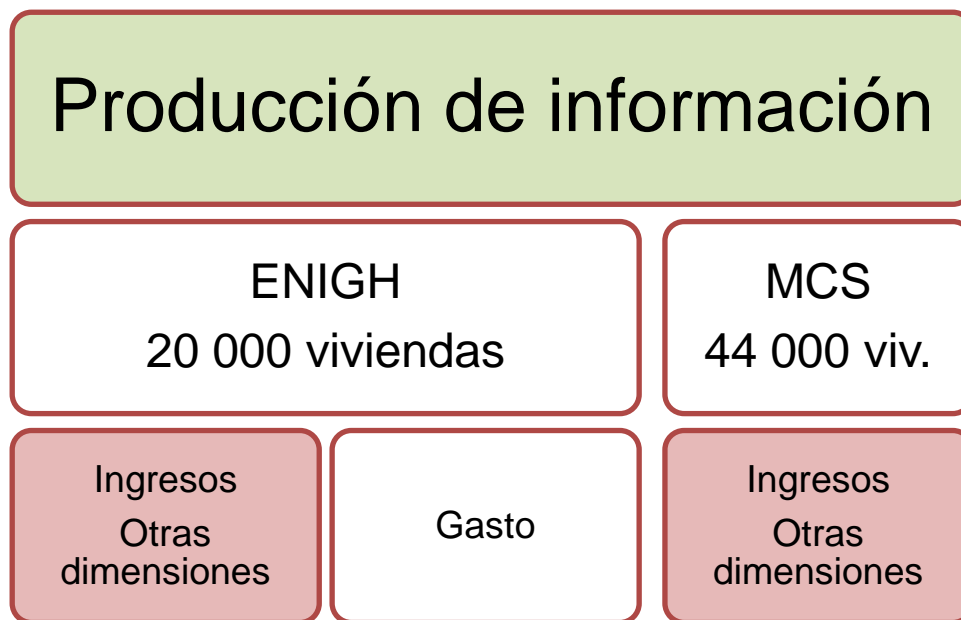 Producción de información
ENIGH
20 000 viviendas
MCS
44 000 viv.
Ingresos
Otras
dimensiones
Gasto
Ingresos
Otras
dimensiones